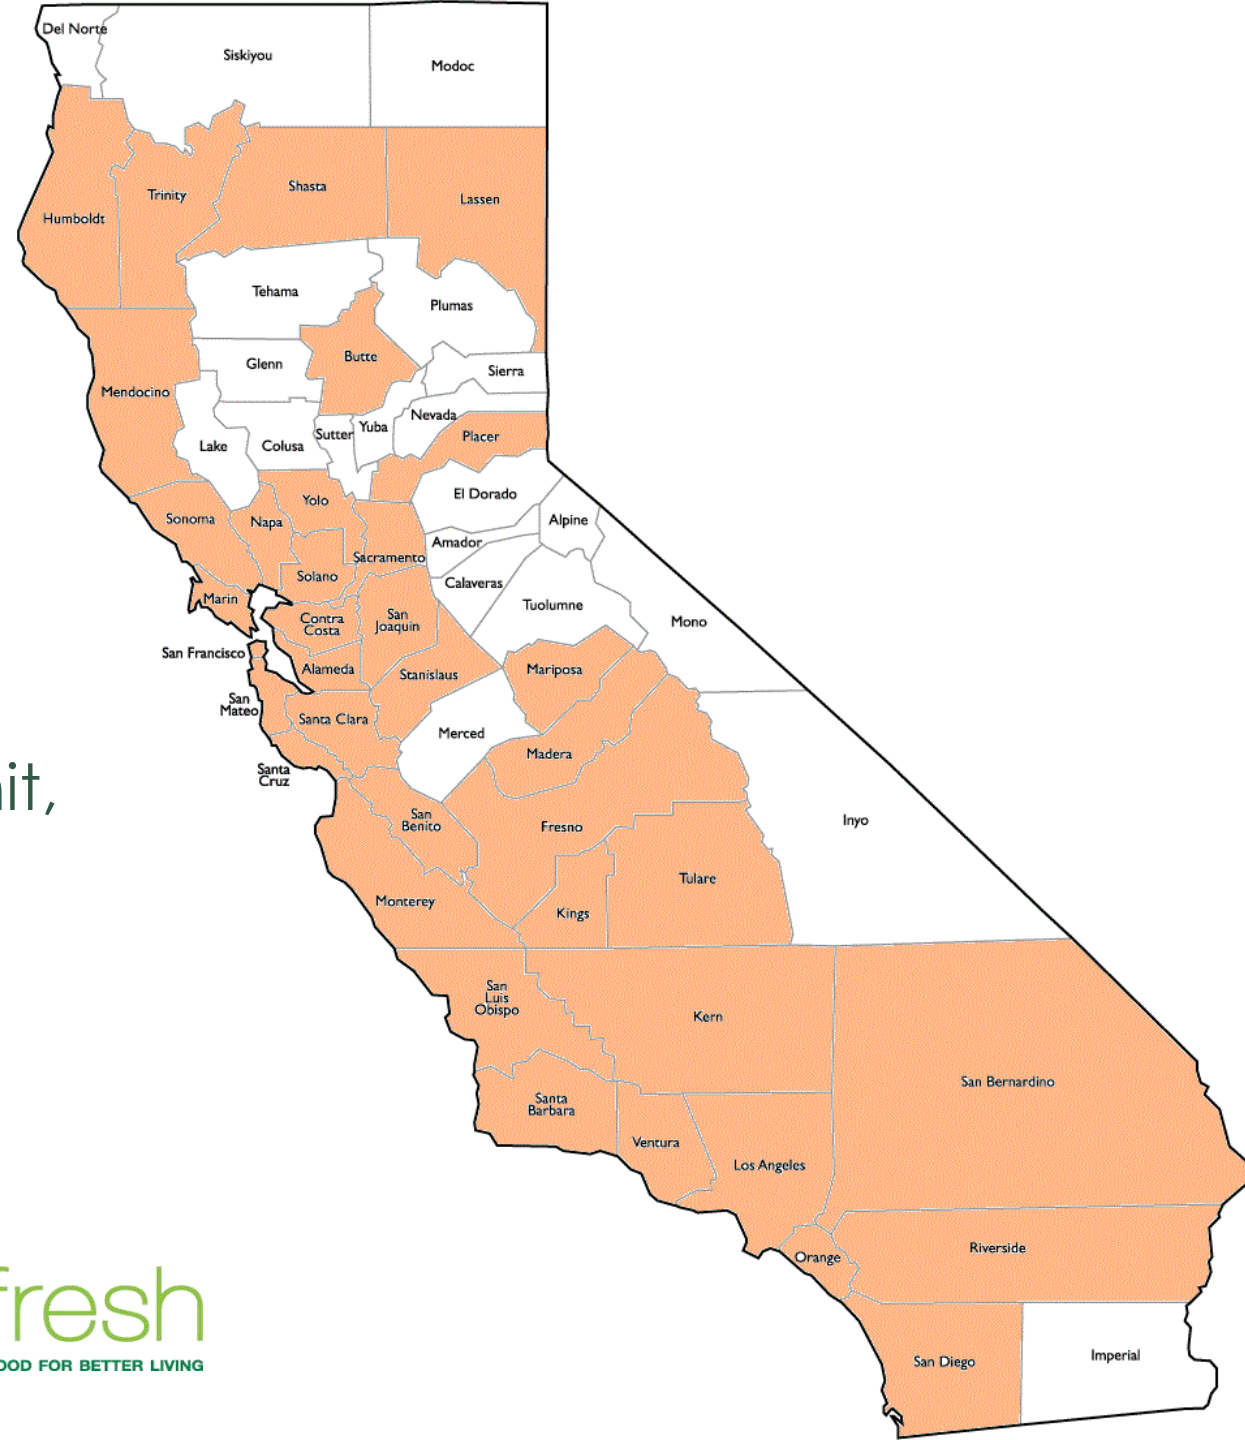 Del Norte
Siskiyou
Modoc
Humboldt
Trinity
Shasta
Lassen
Tehama
Plumas
Glenn
Butte
Sierra
Mendocino
Lake
Colusa
Sutter
Yuba
Nevada
Placer
El Dorado
Sonoma
Napa
Yolo
Sacramento
Amador
Alpine
Solano
Calaveras
Marin
Contra
Costa
San
Joaquin
Tuolumne
Mono
San Francisco
Alameda
Stanislaus
Mariposa
San
Mateo
Santa Clara
Merced
Madera
Santa
Cruz
San
Benito
Fresno
Inyo
Monterey
Kings
Tulare
San
Luis
Obispo
Kern
San Bernardino
Santa
Barbara
Ventura
Los Angeles
Orange
Riverside
San Diego
Imperial
fresh
FOR BETTER LIVING